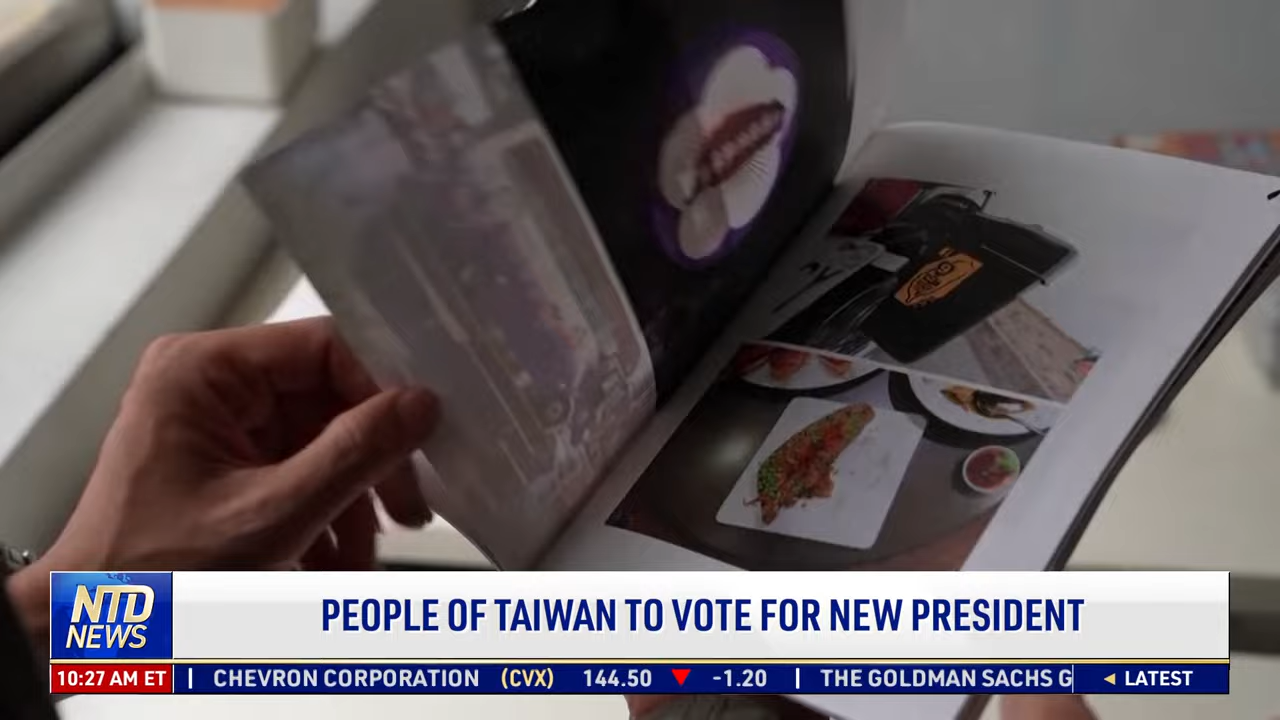 PEOPLE OF TAIWAN TO VOTE FOR NEW PRESIDENT
NTD
NEWS
10:27 AM ET | CHEVRON CORPORATION (CVX) 144.50 ▼ -1.20 | THE GOLDMAN SACHS G ◄ LATEST